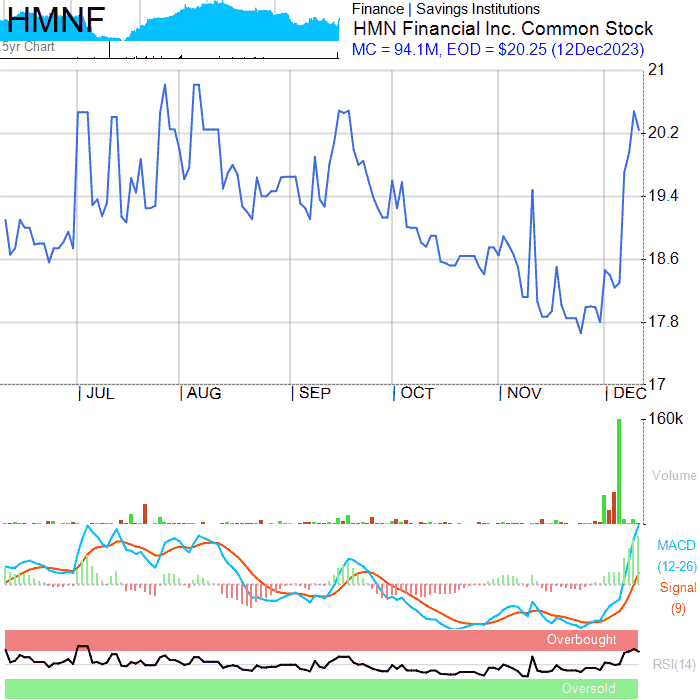 HMNF
5yr Chart
Finance | Savings Institutions
HMN Financial Inc. Common Stock
MC = 94.1M, EOD = $20.25 (12Dec2023)
21
20.2
19.4
18.6
17.8
17
JUL AUG SEP OCT NOV DEC
160k
Volume
MACD
(12-26)
Signal
(9)
Overbought
RSI(14)
Oversold